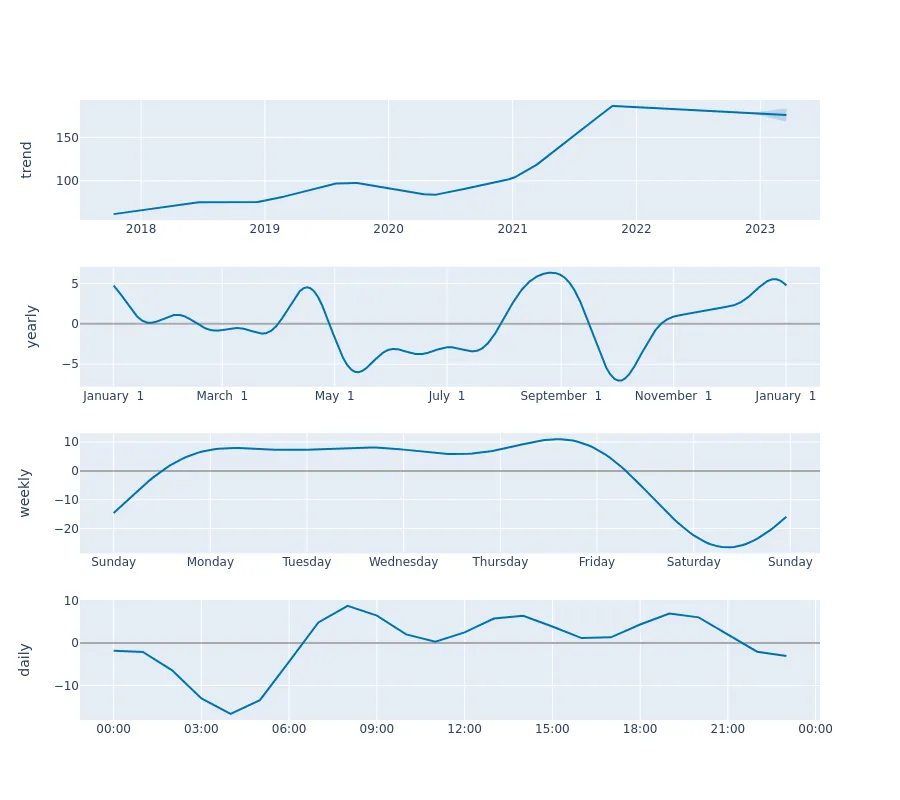 trend
150
100
2018 2019 2020 2021 2022 2023
yearly
5
0
−5
January 1 March 1 May 1 July 1 September 1 November 1 January 1
weekly
10
0
−10
−20
Sunday Monday Tuesday Wednesday Thursday Friday Saturday Sunday
daily
10
0
−10
00:00 03:00 06:00 09:00 12:00 15:00 18:00 21:00 00:00